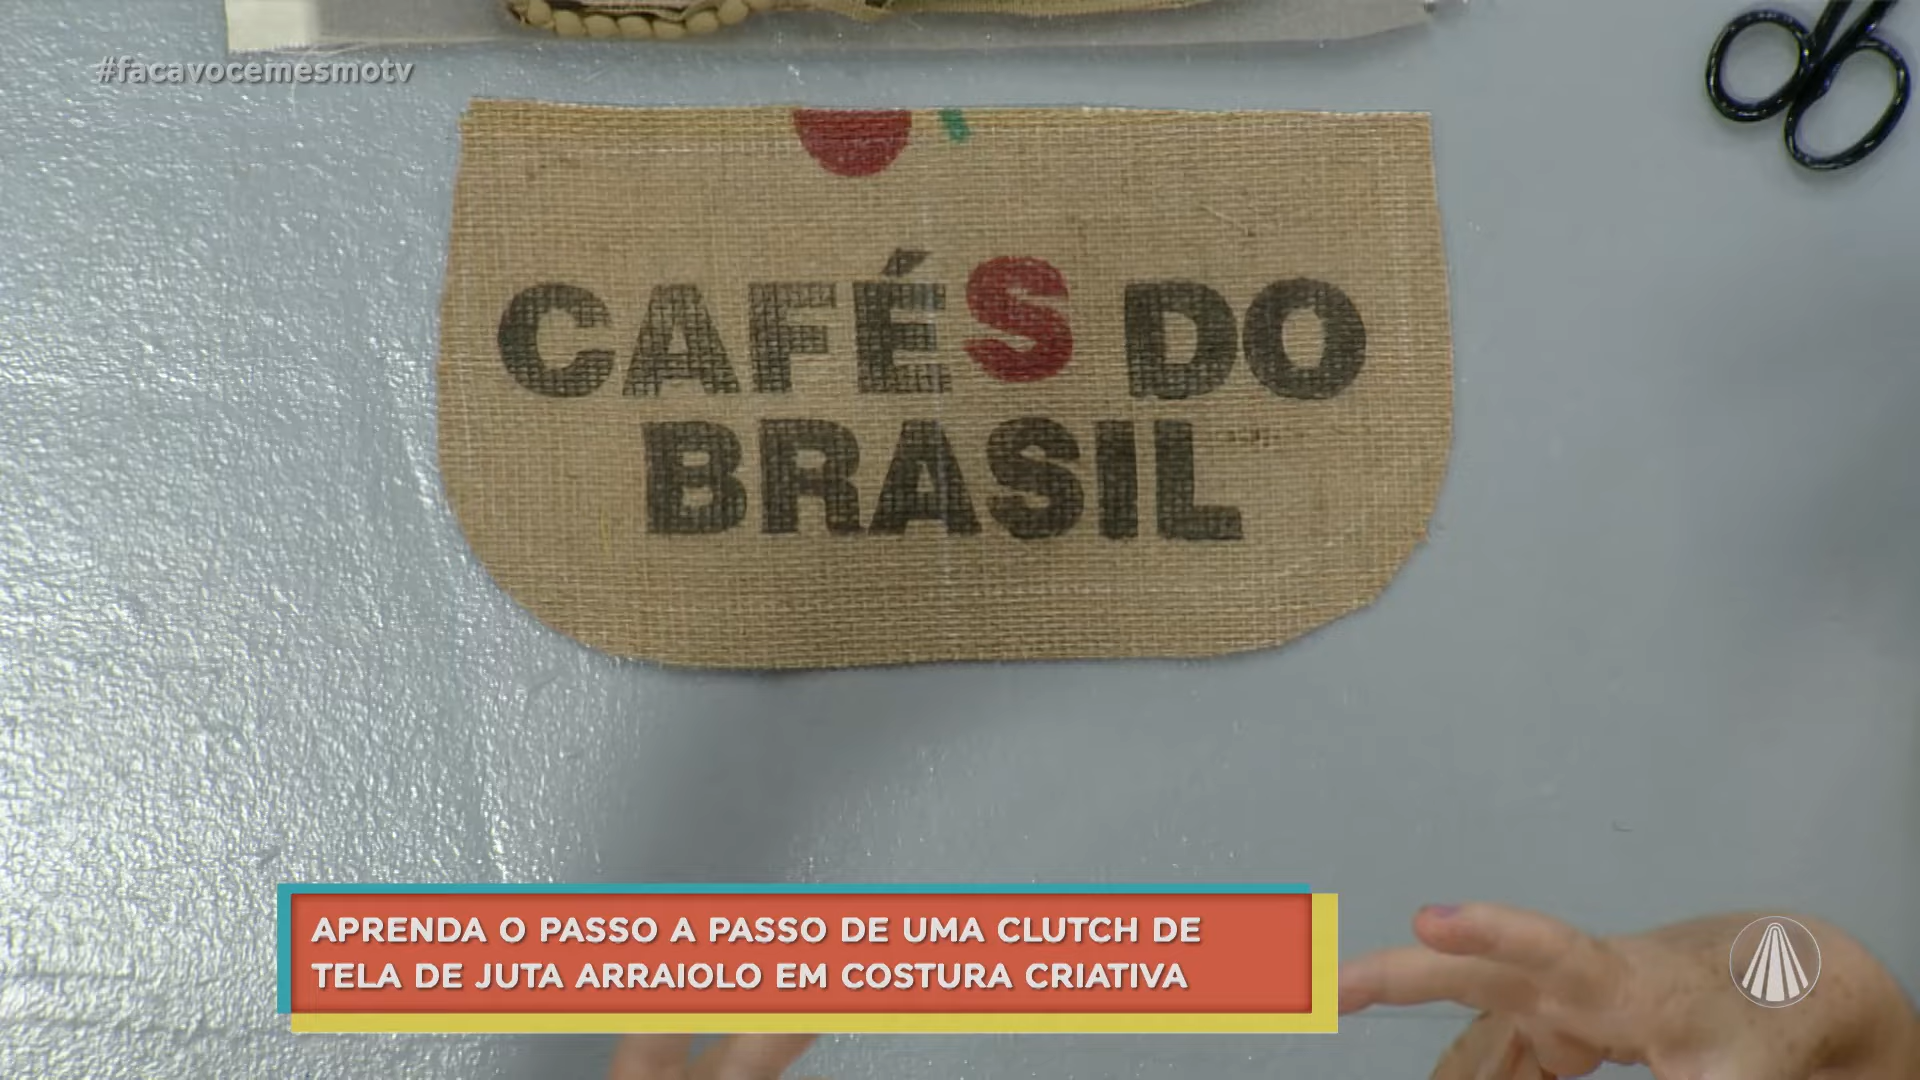 #facavocemesmotv
CAFÉS DO
BRASIL
APRENDA O PASSO A PASSO DE UMA CLUTCH DE
TELA DE JUTA ARRAIOLO EM COSTURA CRIATIVA